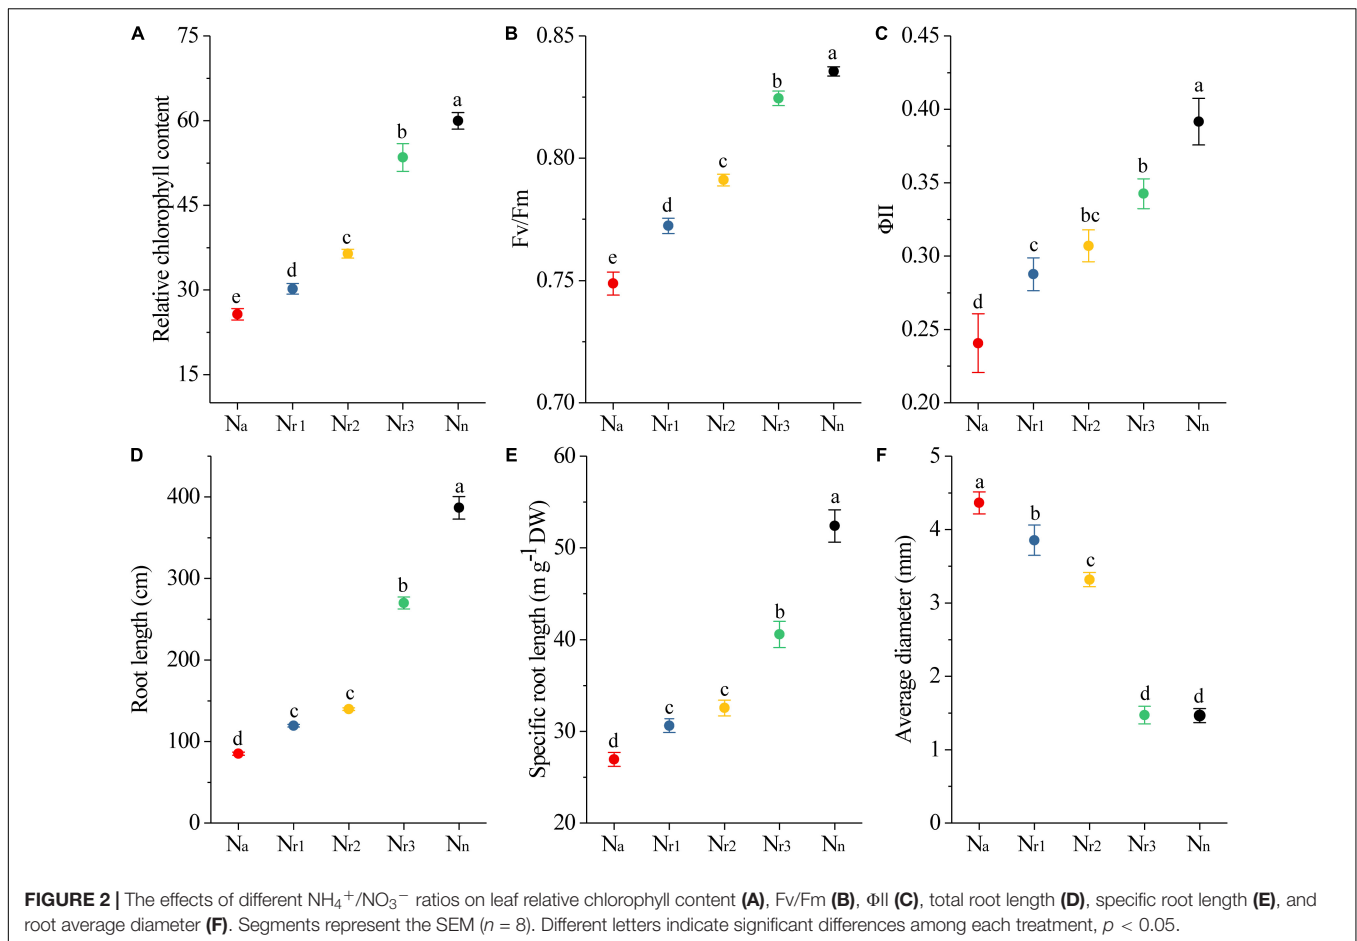 A
75
60
45
30
15
Relative chlorophyll content
e
d
c
b
a
Na Nr1 Nr2 Nr3 Nn
B
0.85
0.80
0.75
0.70
Fv/Fm
e
d
c
b
a
Na Nr1 Nr2 Nr3 Nn
C
0.45
0.40
0.35
0.30
0.25
0.20
ΦII
d
c
bc
b
a
Na Nr1 Nr2 Nr3 Nn
D
400
300
200
100
0
Root length (cm)
d
c
c
b
a
Na Nr1 Nr2 Nr3 Nn
E
60
50
40
30
20
Specific root length (m g⁻¹ DW)
d
c
c
b
a
Na Nr1 Nr2 Nr3 Nn
F
5
4
3
2
1
0
Average diameter (mm)
a
b
c
d
d
Na Nr1 Nr2 Nr3 Nn
FIGURE 2 | The effects of different NH₄⁺/NO₃⁻ ratios on leaf relative chlorophyll content (A), Fv/Fm (B), ΦII (C), total root length (D), specific root length (E), and
root average diameter (F). Segments represent the SEM (n = 8). Different letters indicate significant differences among each treatment, p < 0.05.